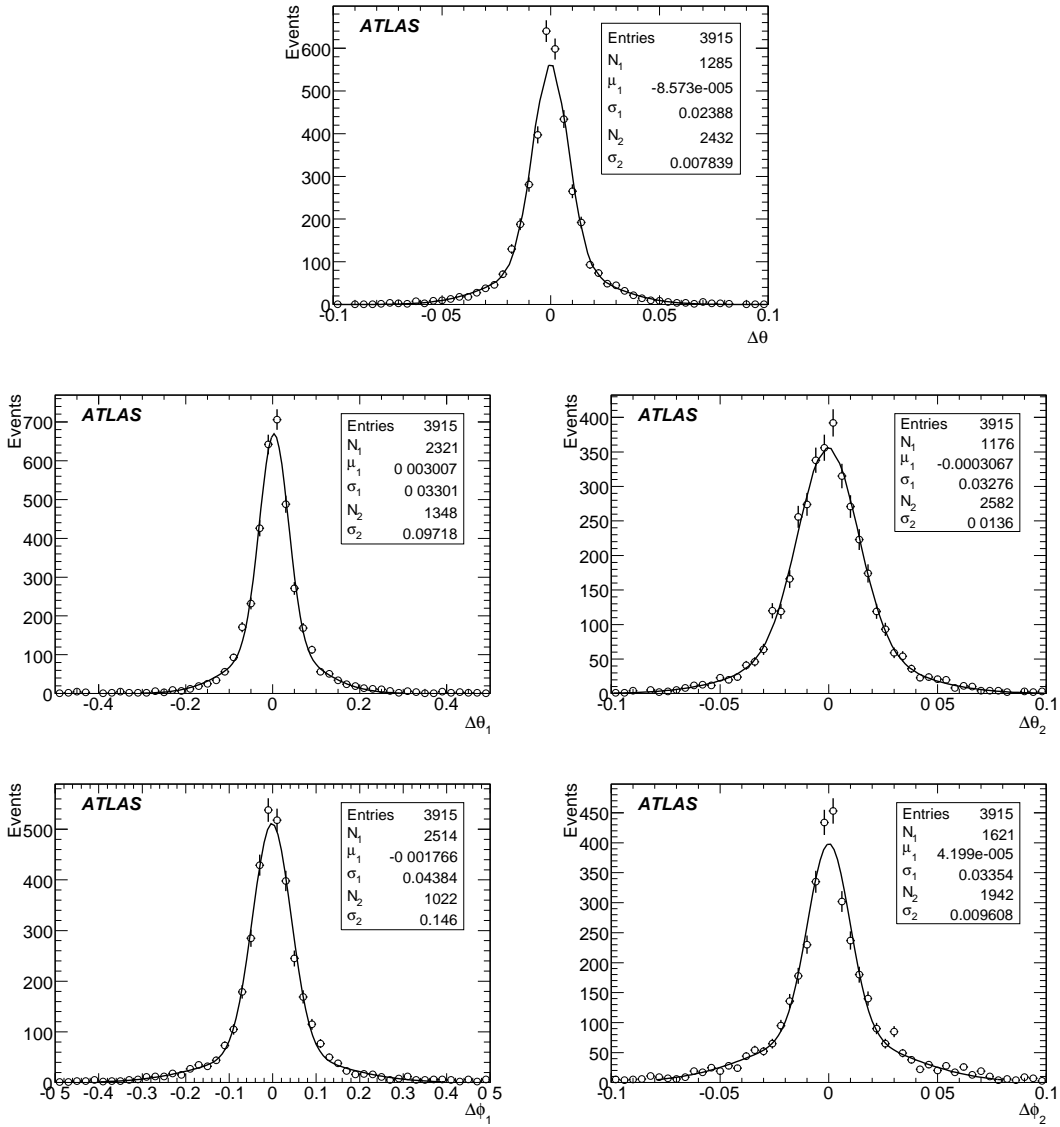 Events
ATLAS
Entries 3915
N1 1285
μ1 -8.573e-005
σ1 0.02388
N2 2432
σ2 0.007839
600
500
400
300
200
100
0
-0.1 -0 05 0 0.05 0.1
Δθ
Events
ATLAS
Entries 3915
N1 2321
μ1 0 003007
σ1 0 03301
N2 1348
σ2 0.09718
700
600
500
400
300
200
100
0
-0.4 -0.2 0 0.2 0.4
Δθ1
Events
ATLAS
Entries 3915
N1 1176
μ1 -0.0003067
σ1 0.03276
N2 2582
σ2 0 0136
400
350
300
250
200
150
100
50
0
-0.1 -0.05 0 0 05 0.1
Δθ2
Events
ATLAS
Entries 3915
N1 2514
μ1 -0 001766
σ1 0.04384
N2 1022
σ2 0.146
500
400
300
200
100
0
-0 5 -0.4 -0.3 -0.2 -0.1 0 0.1 0.2 0.3 0.4 0 5
Δϕ1
Events
ATLAS
Entries 3915
N1 1621
μ1 4.199e-005
σ1 0.03354
N2 1942
σ2 0.009608
450
400
350
300
250
200
150
100
50
0
-0.1 -0.05 0 0 05 0.1
Δϕ2